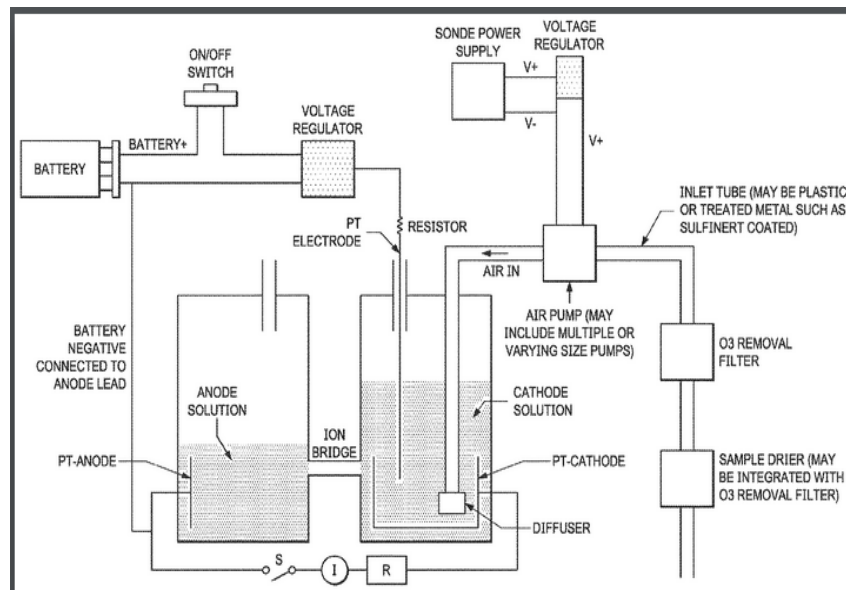 SONDE POWER
SUPPLY
VOLTAGE
REGULATOR
V+
V-
V+
ON/OFF
SWITCH
VOLTAGE
REGULATOR
BATTERY
BATTERY+
RESISTOR
PT
ELECTRODE
INLET TUBE (MAY BE PLASTIC
OR TREATED METAL SUCH AS
SULFINERT COATED)
AIR IN
AIR PUMP (MAY
INCLUDE MULTIPLE OR
VARYING SIZE PUMPS)
O3 REMOVAL
FILTER
BATTERY
NEGATIVE
CONNECTED TO
ANODE LEAD
ANODE
SOLUTION
CATHODE
SOLUTION
ION
BRIDGE
PT-ANODE
PT-CATHODE
SAMPLE DRIER (MAY
BE INTEGRATED WITH
O3 REMOVAL FILTER)
DIFFUSER
S
I
R